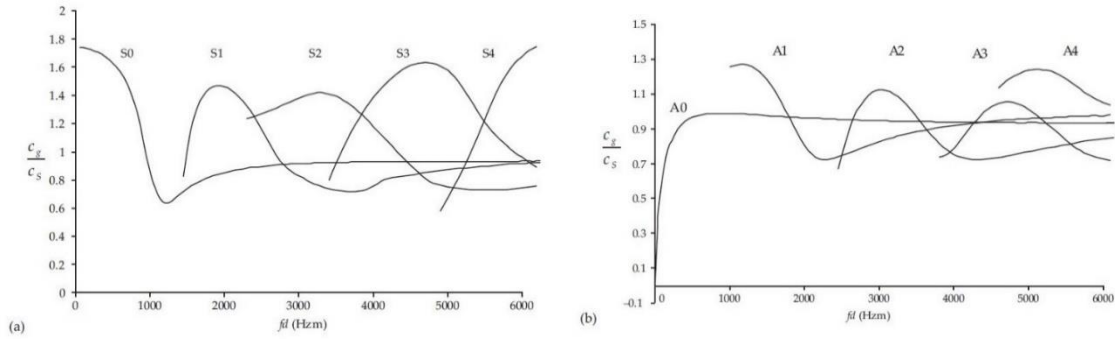 2
1.8
1.6
1.4
1.2
1
0.8
0.6
0.4
0.2
0
c_g
c_S
S0 S1 S2 S3 S4
0 1000 2000 3000 4000 5000 6000
fd (Hzm)
(a)
1.5
1.3
1.1
0.9
0.7
0.5
0.3
0.1
–0.1
c_g
c_S
A0 A1 A2 A3 A4
0 1000 2000 3000 4000 5000 6000
fd (Hzm)
(b)